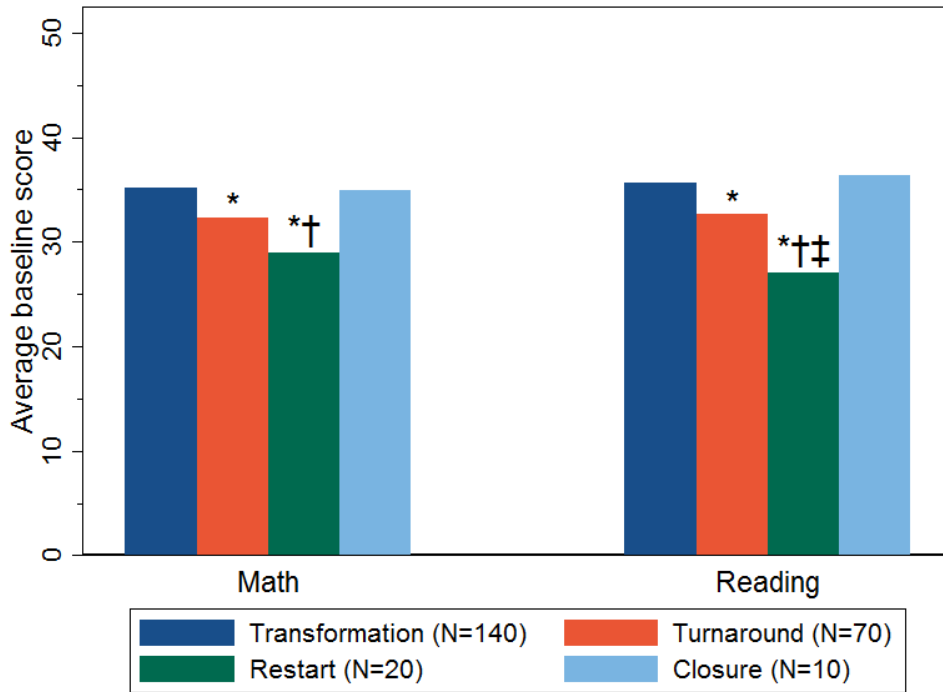 50
40
30
20
10
0
Average baseline score
*
*†
*
*†‡
Math
Reading
Transformation (N=140)
Turnaround (N=70)
Restart (N=20)
Closure (N=10)